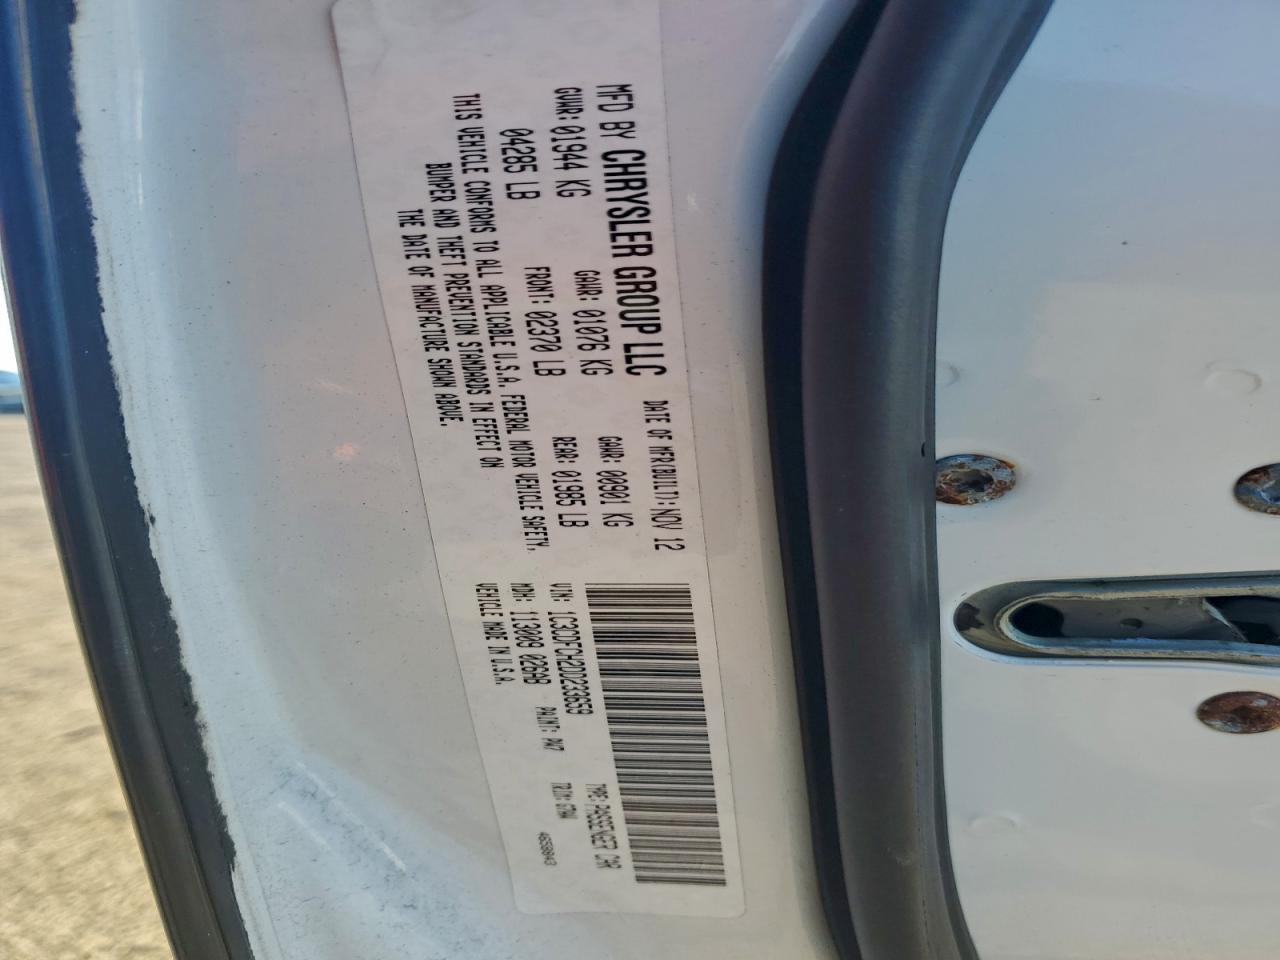 MFD BY CHRYSLER GROUP LLC DATE OF MFR(BUILT): NOV 12
GVWR: 01944 KG GAWR: 01076 KG GAWR: 00901 KG
04285 LB FRONT: 02370 LB REAR: 01985 LB
THIS VEHICLE CONFORMS TO ALL APPLICABLE U.S.A. FEDERAL MOTOR VEHICLE SAFETY,
BUMPER AND THEFT PREVENTION STANDARDS IN EFFECT ON
THE DATE OF MANUFACTURE SHOWN ABOVE.
VIN: 1C3CDFCH2DD233659 TYPE: PASSENGER CAR
MDH: 113009 026AB PAINT: PW7 TRIM:
VEHICLE MADE IN U.S.A.